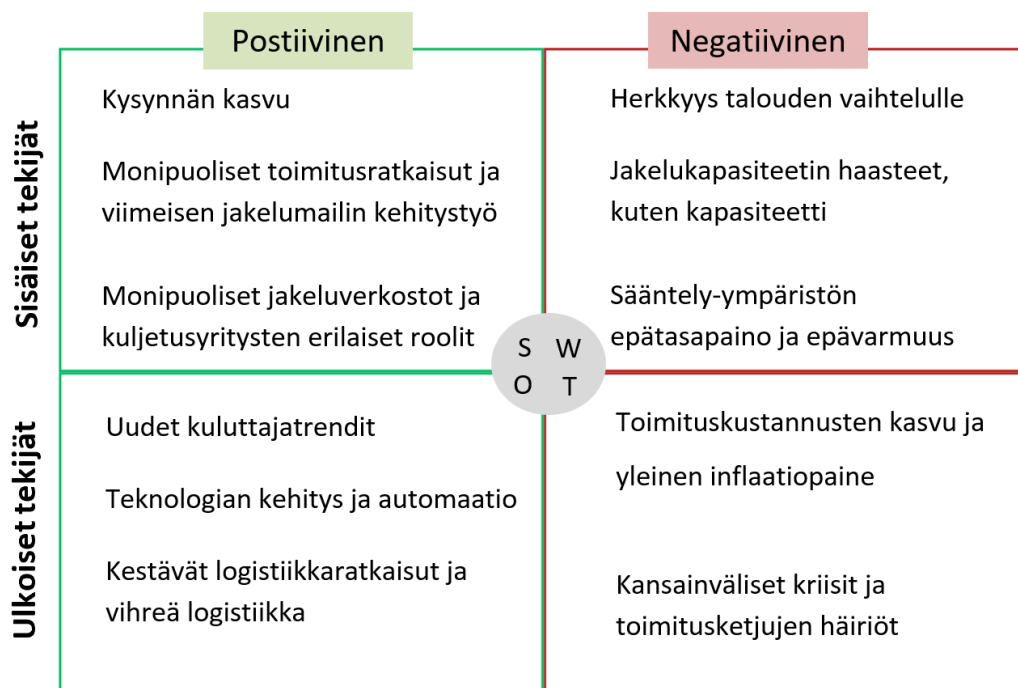 Postiivinen
Negatiivinen
Sisäiset tekijät
Kysynnän kasvu
Monipuoliset toimitusratkaisut ja
viimeisen jakelumailin kehitystyö
Monipuoliset jakeluverkostot ja
kuljetusyritysten erilaiset roolit
Herkkyys talouden vaihtelulle
Jakelukapasiteetin haasteet,
kuten kapasiteetti
Sääntely-ympäristön
epätasapaino ja epävarmuus
S W
O T
Ulkoiset tekijät
Uudet kuluttajatrendit
Teknologian kehitys ja automaatio
Kestävät logistiikkaratkaisut ja
vihreä logistiikka
Toimituskustannusten kasvu ja
yleinen inflaatiopaine
Kansainväliset kriisit ja
toimitusketjujen häiriöt